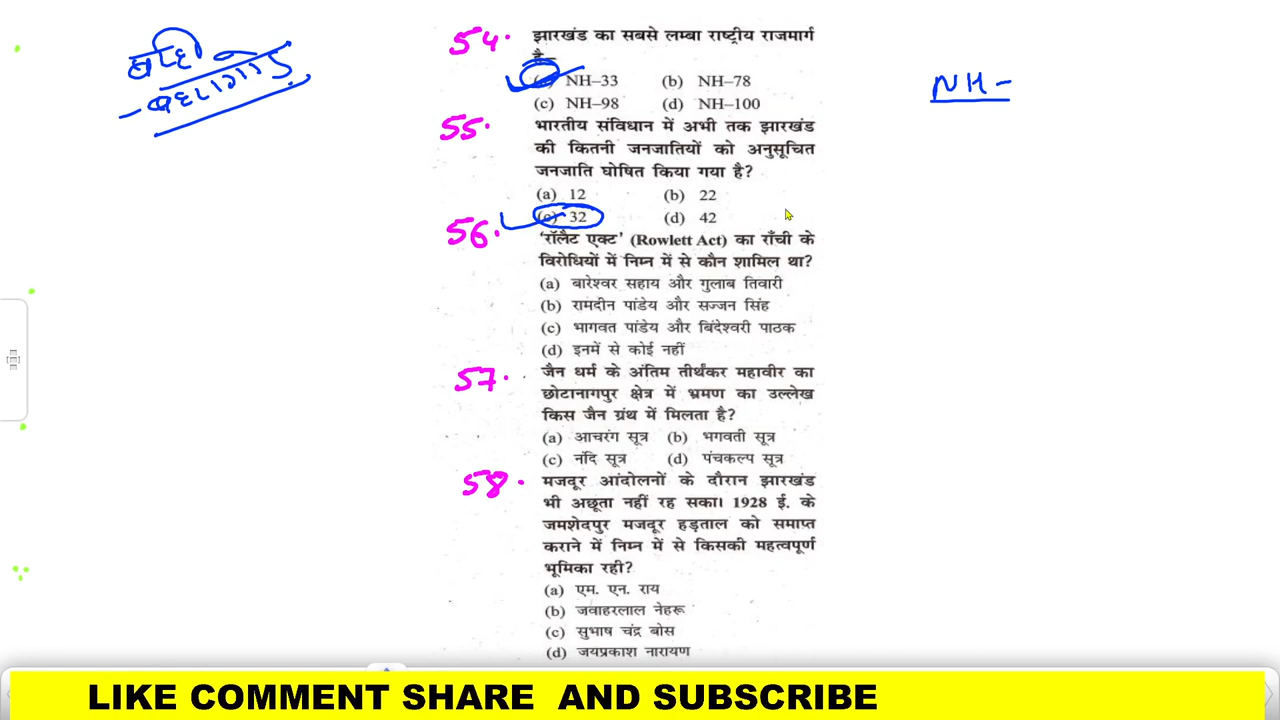 बरही
बहरागोड़ा
NH-
54. झारखंड का सबसे लम्बा राष्ट्रीय राजमार्ग
है–
NH–33 (b) NH–78
(c) NH–98 (d) NH–100
55. भारतीय संविधान में अभी तक झारखंड
की कितनी जनजातियों को अनुसूचित
जनजाति घोषित किया गया है?
(a) 12 (b) 22
(c) 32 (d) 42
56. 'रॉलैट एक्ट' (Rowlett Act) का राँची के
विरोधियों में निम्न में से कौन शामिल था?
(a) बारेश्वर सहाय और गुलाब तिवारी
(b) रामदीन पांडेय और सज्जन सिंह
(c) भागवत पांडेय और बिंदेश्वरी पाठक
(d) इनमें से कोई नहीं
57. जैन धर्म के अंतिम तीर्थंकर महावीर का
छोटानागपुर क्षेत्र में भ्रमण का उल्लेख
किस जैन ग्रंथ में मिलता है?
(a) आचरंग सूत्र (b) भगवती सूत्र
(c) नंदि सूत्र (d) पंचकल्प सूत्र
58. मजदूर आंदोलनों के दौरान झारखंड
भी अछूता नहीं रह सका। 1928 ई. के
जमशेदपुर मजदूर हड़ताल को समाप्त
कराने में निम्न में से किसकी महत्वपूर्ण
भूमिका रही?
(a) एम. एन. राय
(b) जवाहरलाल नेहरू
(c) सुभाष चंद्र बोस
(d) जयप्रकाश नारायण
LIKE COMMENT SHARE AND SUBSCRIBE